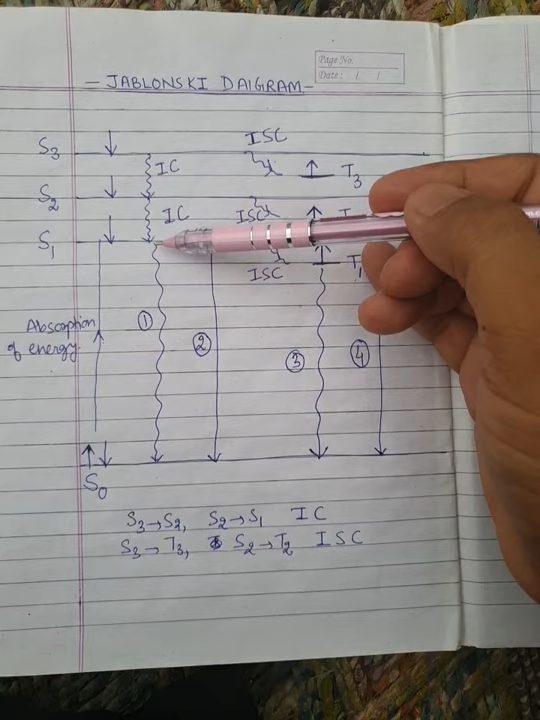 Page No.
Date: / /
- JABLONSKI DAIGRAM -
ISC
S3
IC
T3
S2
IC
ISC
S1
ISC
T1
Absorption
of energy
①
②
③
④
S0
S3→S2, S2→S1 IC
S3→T3, S2→T2 ISC